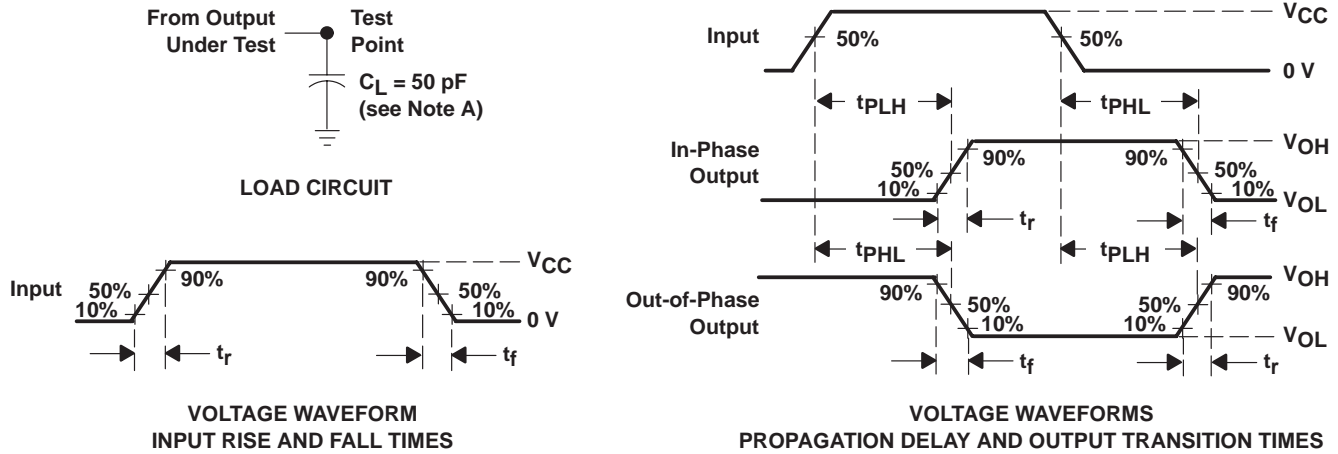 From Output
Under Test
Test
Point
CL = 50 pF
(see Note A)
LOAD CIRCUIT
Input
50%
10%
90%
90%
VCC
50%
10%
0 V
tr
tf
VOLTAGE WAVEFORM
INPUT RISE AND FALL TIMES
Input
50%
50%
VCC
0 V
tPLH
tPHL
In-Phase
Output
50%
10%
90%
90%
50%
10%
VOH
VOL
tr
tf
tPHL
tPLH
Out-of-Phase
Output
90%
50%
10%
50%
10%
90%
VOH
VOL
tf
tr
VOLTAGE WAVEFORMS
PROPAGATION DELAY AND OUTPUT TRANSITION TIMES